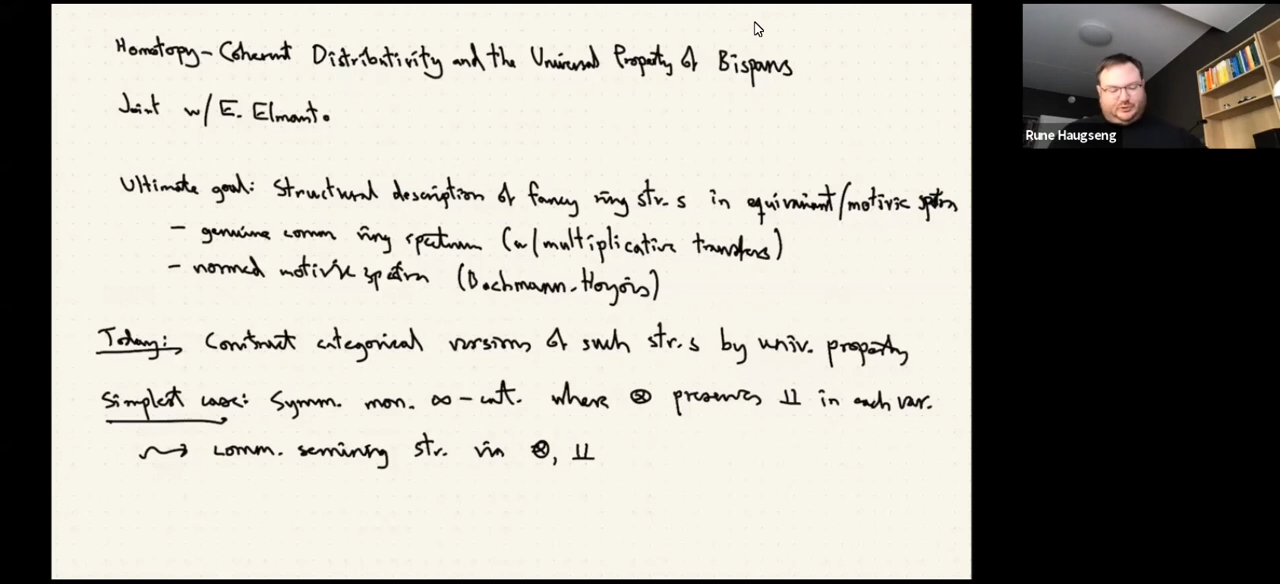 Homotopy-Coherent Distributivity and the Universal Property of Bispans
Joint w/ E. Elmanto.
Ultimate goal: Structural description of fancy ring str.s in equivariant/motivic sptra
- genuine comm ring spectrum (w/multiplicative transfers)
- normed motivic sptra (Bachmann-Hoyois)
Today: Construct categorical versions of such str.s by univ. property
Simplest case: Symm. mon. ∞-cat. where ⊗ preserves ⨿ in each var.
⇝ comm. semiring str. via ⊗, ⨿
Rune Haugseng